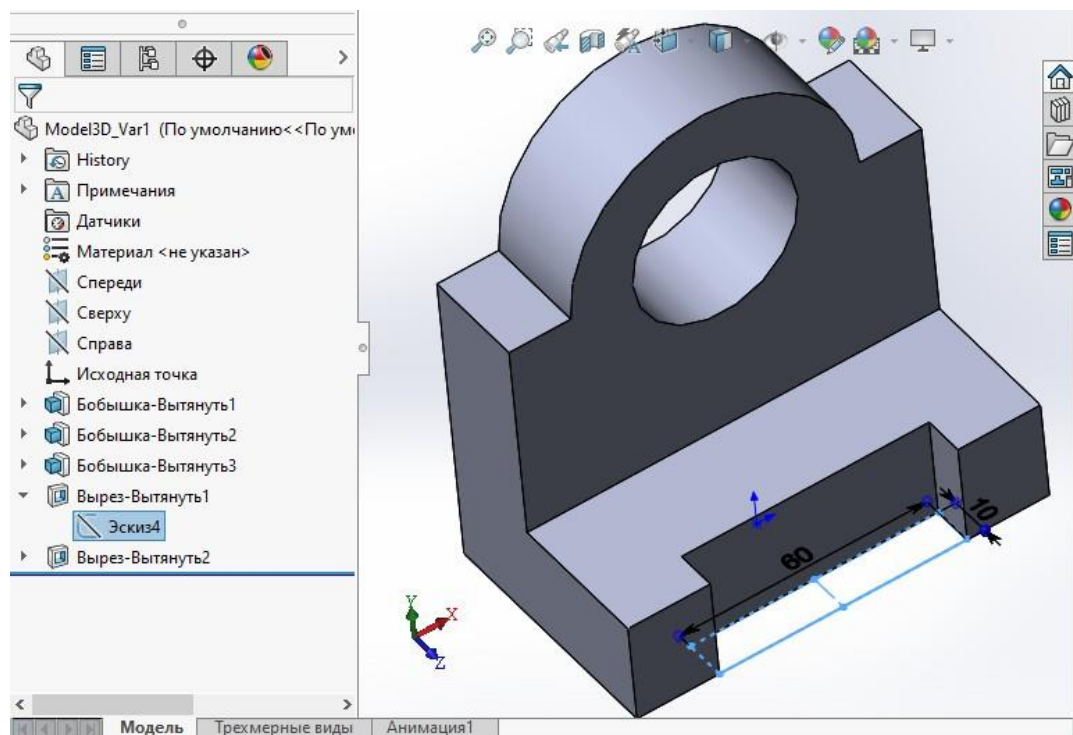 Model3D_Var1 (По умолчанию<<По умо
History
Примечания
Датчики
Материал <не указан>
Спереди
Сверху
Справа
Исходная точка
Бобышка-Вытянуть1
Бобышка-Вытянуть2
Бобышка-Вытянуть3
Вырез-Вытянуть1
Эскиз4
Вырез-Вытянуть2
60
10
Y
X
Z
Модель
Трехмерные виды
Анимация1